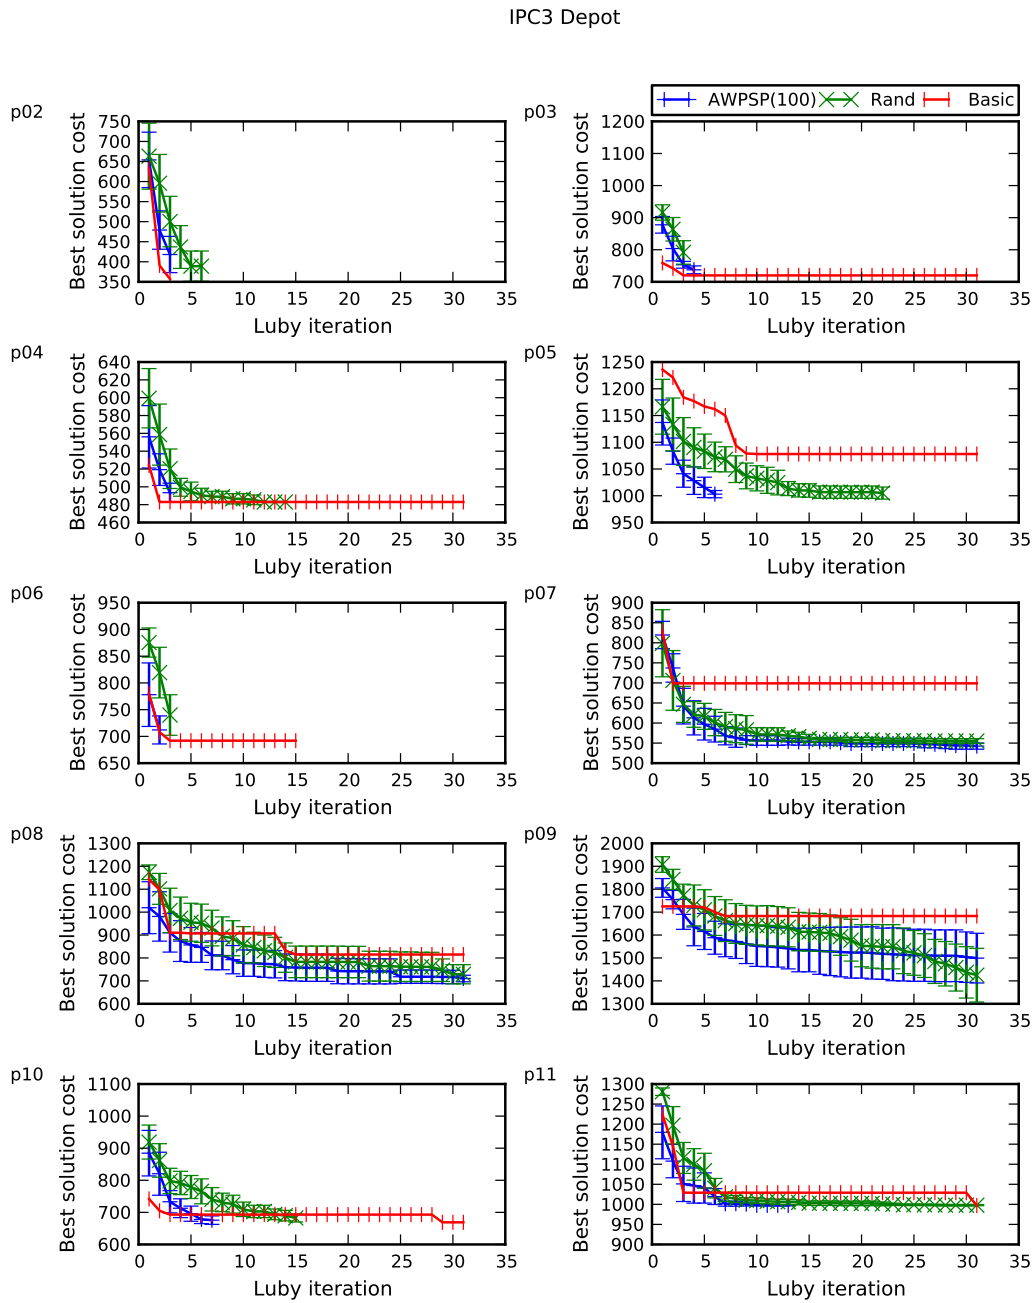 IPC3 Depot
AWPSP(100) Rand Basic
p02
Best solution cost
750
700
650
600
550
500
450
400
350
0 5 10 15 20 25 30 35
Luby iteration
p03
Best solution cost
1200
1100
1000
900
800
700
0 5 10 15 20 25 30 35
Luby iteration
p04
Best solution cost
640
620
600
580
560
540
520
500
480
460
0 5 10 15 20 25 30 35
Luby iteration
p05
Best solution cost
1250
1200
1150
1100
1050
1000
950
0 5 10 15 20 25 30 35
Luby iteration
p06
Best solution cost
950
900
850
800
750
700
650
0 5 10 15 20 25 30 35
Luby iteration
p07
Best solution cost
900
850
800
750
700
650
600
550
500
0 5 10 15 20 25 30 35
Luby iteration
p08
Best solution cost
1300
1200
1100
1000
900
800
700
600
0 5 10 15 20 25 30 35
Luby iteration
p09
Best solution cost
2000
1900
1800
1700
1600
1500
1400
1300
0 5 10 15 20 25 30 35
Luby iteration
p10
Best solution cost
1100
1000
900
800
700
600
0 5 10 15 20 25 30 35
Luby iteration
p11
Best solution cost
1300
1250
1200
1150
1100
1050
1000
950
900
0 5 10 15 20 25 30 35
Luby iteration